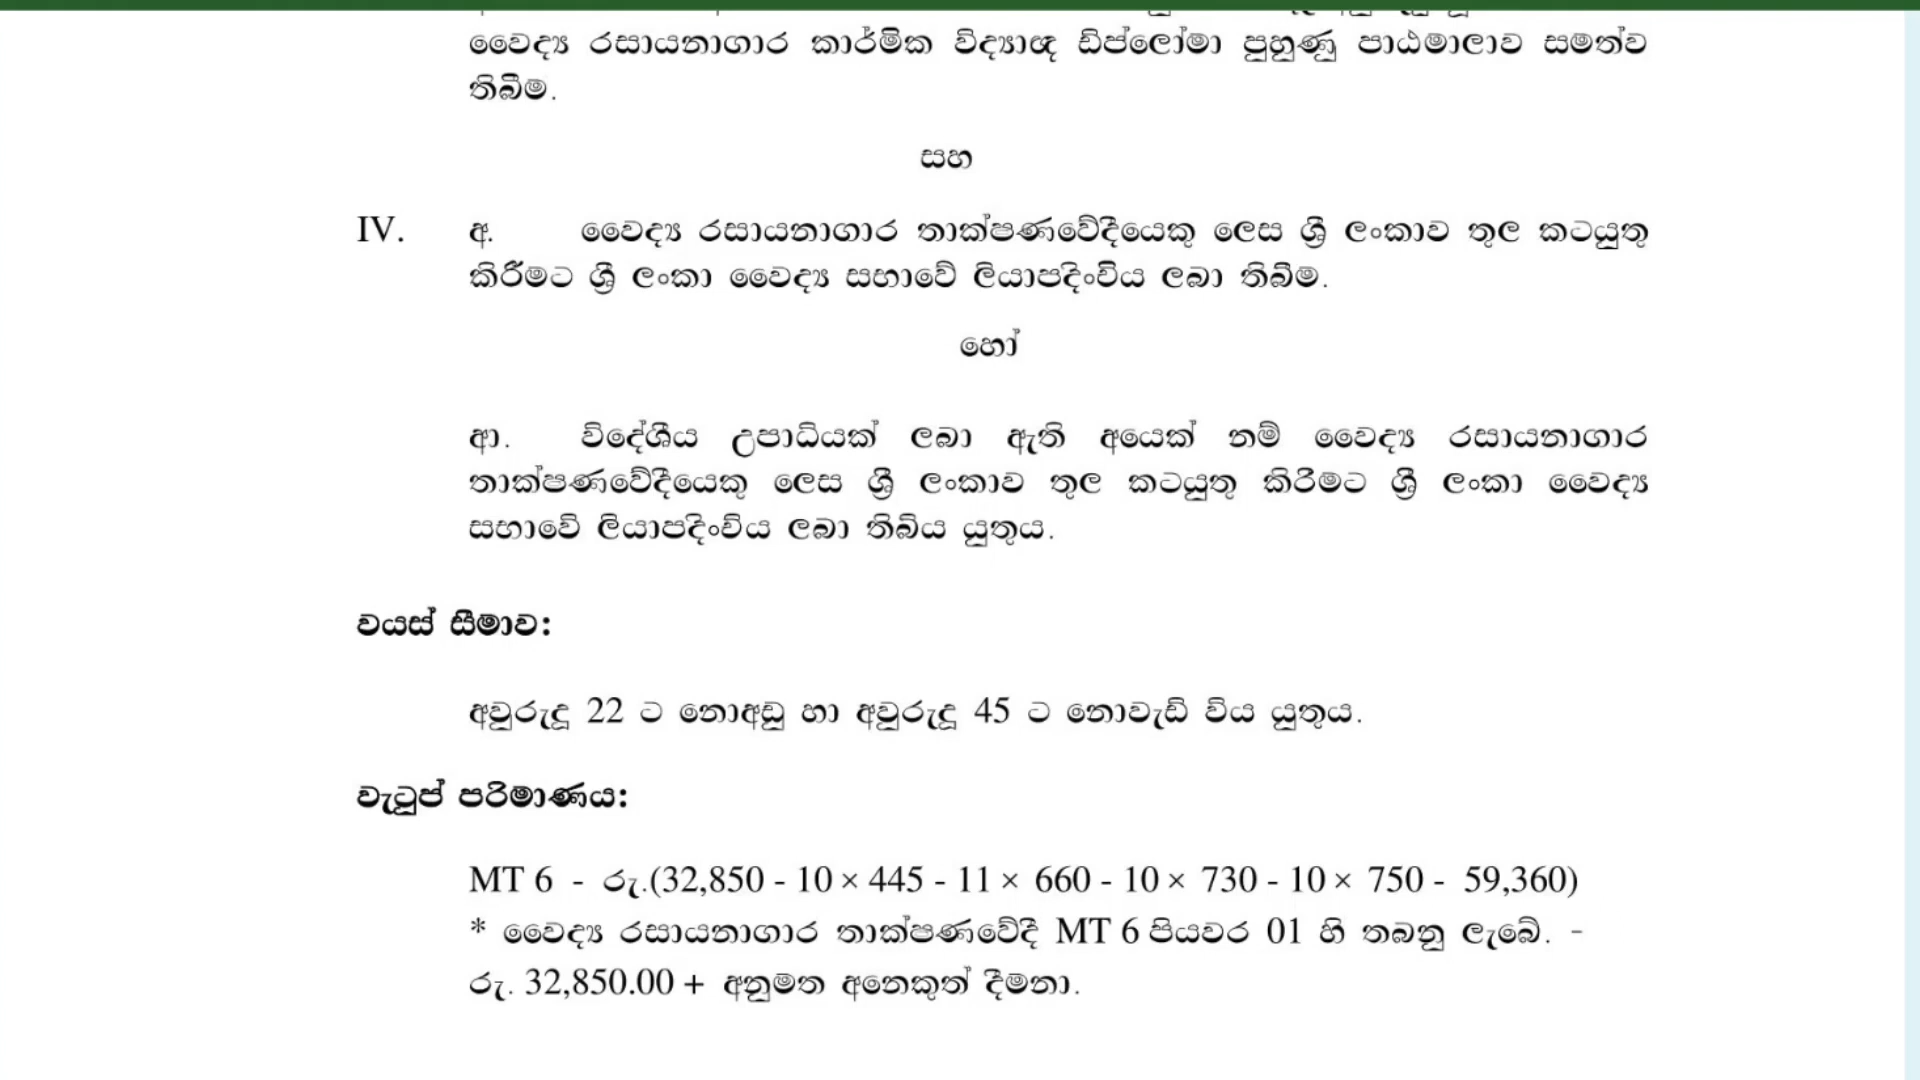 වෛද්‍ය රසායනාගාර කාර්මික විද්‍යාඥ ඩිප්ලෝමා පුහුණු පාඨමාලාව සමත්ව
තිබීම.
සහ
IV. අ. වෛද්‍ය රසායනාගාර තාක්ෂණවේදීයෙකු ලෙස ශ්‍රී ලංකාව තුල කටයුතු
කිරීමට ශ්‍රී ලංකා වෛද්‍ය සභාවේ ලියාපදිංචිය ලබා තිබීම.
හෝ
ආ. විදේශීය උපාධියක් ලබා ඇති අයෙක් නම් වෛද්‍ය රසායනාගාර
තාක්ෂණවේදීයෙකු ලෙස ශ්‍රී ලංකාව තුල කටයුතු කිරීමට ශ්‍රී ලංකා වෛද්‍ය
සභාවේ ලියාපදිංචිය ලබා තිබිය යුතුය.
වයස් සීමාව:
අවුරුදු 22 ට නොඅඩු හා අවුරුදු 45 ට නොවැඩි විය යුතුය.
වැටුප් පරිමාණය:
MT 6 - රු.(32,850 - 10 × 445 - 11 × 660 - 10 × 730 - 10 × 750 - 59,360)
* වෛද්‍ය රසායනාගාර තාක්ෂණවේදී MT 6 පියවර 01 හි තබනු ලැබේ. -
රු. 32,850.00 + අනුමත අනෙකුත් දීමනා.